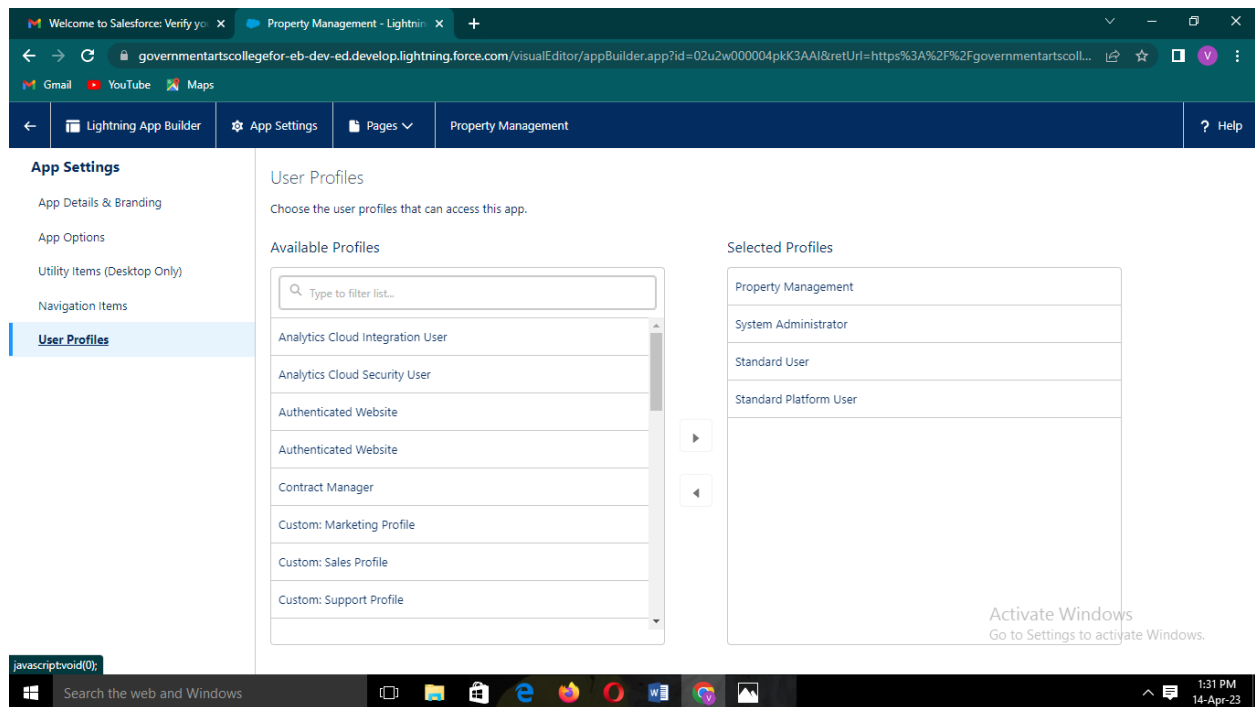 Welcome to Salesforce: Verify yo
Property Management - Lightnin
governmentartscollegefor-eb-dev-ed.develop.lightning.force.com/visualEditor/appBuilder.app?id=02u2w000004pkK3AAI&retUrl=https%3A%2F%2Fgovernmentartscoll...
V
Gmail
YouTube
Maps
Lightning App Builder
App Settings
Pages
Property Management
? Help
App Settings
App Details & Branding
App Options
Utility Items (Desktop Only)
Navigation Items
User Profiles
User Profiles
Choose the user profiles that can access this app.
Available Profiles
Type to filter list...
Analytics Cloud Integration User
Analytics Cloud Security User
Authenticated Website
Authenticated Website
Contract Manager
Custom: Marketing Profile
Custom: Sales Profile
Custom: Support Profile
Selected Profiles
Property Management
System Administrator
Standard User
Standard Platform User
Activate Windows
Go to Settings to activate Windows.
javascript:void(0);
Search the web and Windows
1:31 PM
14-Apr-23